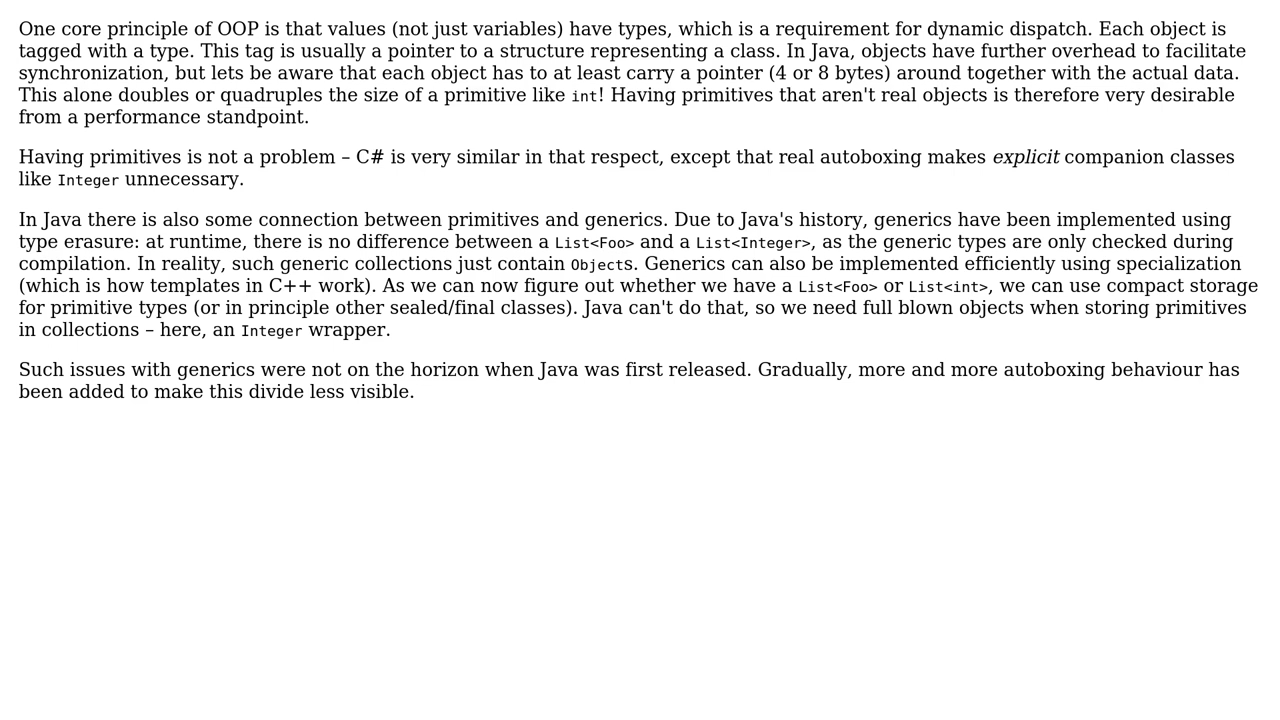 One core principle of OOP is that values (not just variables) have types, which is a requirement for dynamic dispatch. Each object is
tagged with a type. This tag is usually a pointer to a structure representing a class. In Java, objects have further overhead to facilitate
synchronization, but lets be aware that each object has to at least carry a pointer (4 or 8 bytes) around together with the actual data.
This alone doubles or quadruples the size of a primitive like int! Having primitives that aren't real objects is therefore very desirable
from a performance standpoint.
Having primitives is not a problem – C# is very similar in that respect, except that real autoboxing makes explicit companion classes
like Integer unnecessary.
In Java there is also some connection between primitives and generics. Due to Java's history, generics have been implemented using
type erasure: at runtime, there is no difference between a List<Foo> and a List<Integer>, as the generic types are only checked during
compilation. In reality, such generic collections just contain Objects. Generics can also be implemented efficiently using specialization
(which is how templates in C++ work). As we can now figure out whether we have a List<Foo> or List<int>, we can use compact storage
for primitive types (or in principle other sealed/final classes). Java can't do that, so we need full blown objects when storing primitives
in collections – here, an Integer wrapper.
Such issues with generics were not on the horizon when Java was first released. Gradually, more and more autoboxing behaviour has
been added to make this divide less visible.